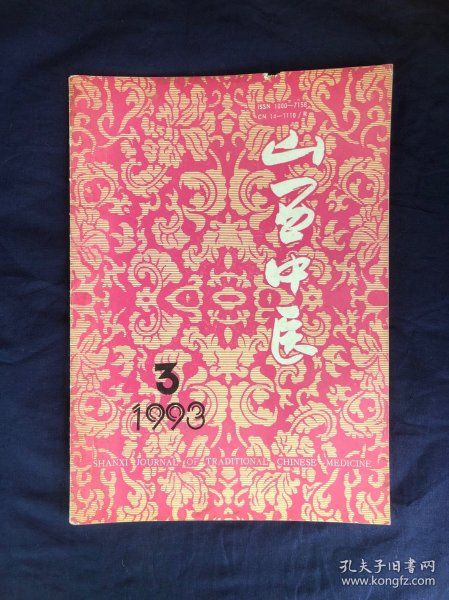 ISSN 1000—7156
CN 14—1110/R
山西中医
3
1993
SHANXI JOURNAL OF TRADITIONAL CHINESE MEDICINE
孔夫子旧书网
www.kongfz.com